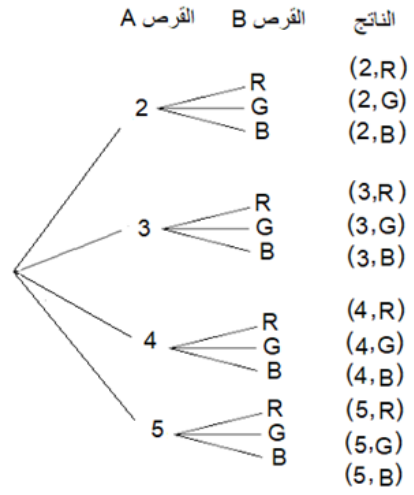 القرص A القرص B الناتج
R (2,R)
2 G (2,G)
B (2,B)
R (3,R)
3 G (3,G)
B (3,B)
R (4,R)
4 G (4,G)
B (4,B)
R (5,R)
5 G (5,G)
B (5,B)